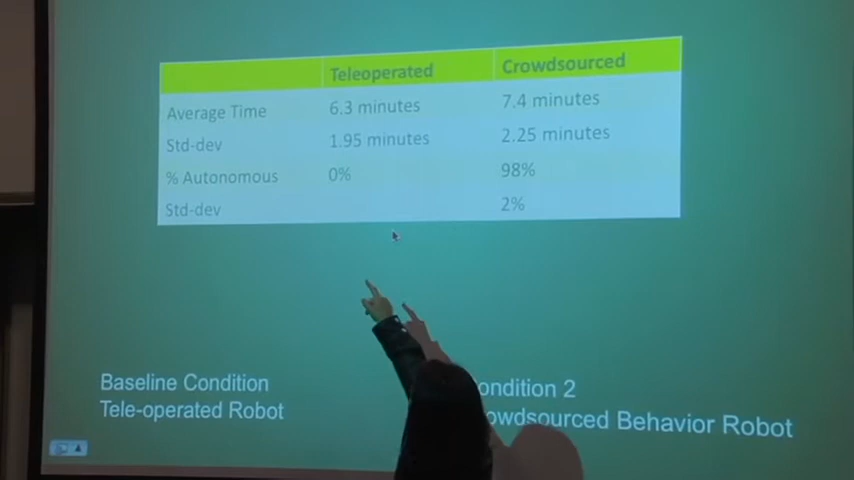 Teleoperated Crowdsourced
Average Time 6.3 minutes 7.4 minutes
Std-dev 1.95 minutes 2.25 minutes
% Autonomous 0% 98%
Std-dev 2%
Baseline Condition
Tele-operated Robot
ondition 2
owdsourced Behavior Robot